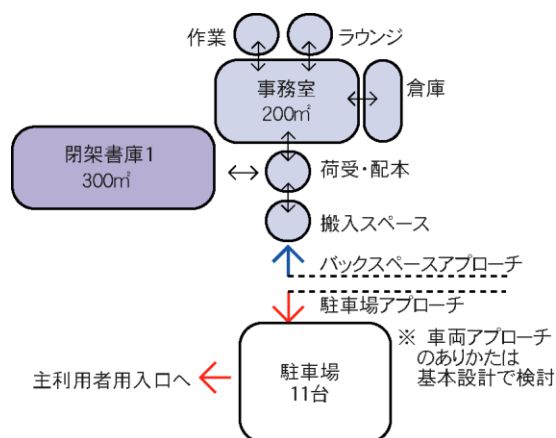 作業
ラウンジ
事務室
200㎡
倉庫
閉架書庫1
300㎡
荷受・配本
搬入スペース
バックスペースアプローチ
駐車場アプローチ
※ 車両アプローチ
のありかたは
基本設計で検討
主利用者用入口へ
駐車場
11台